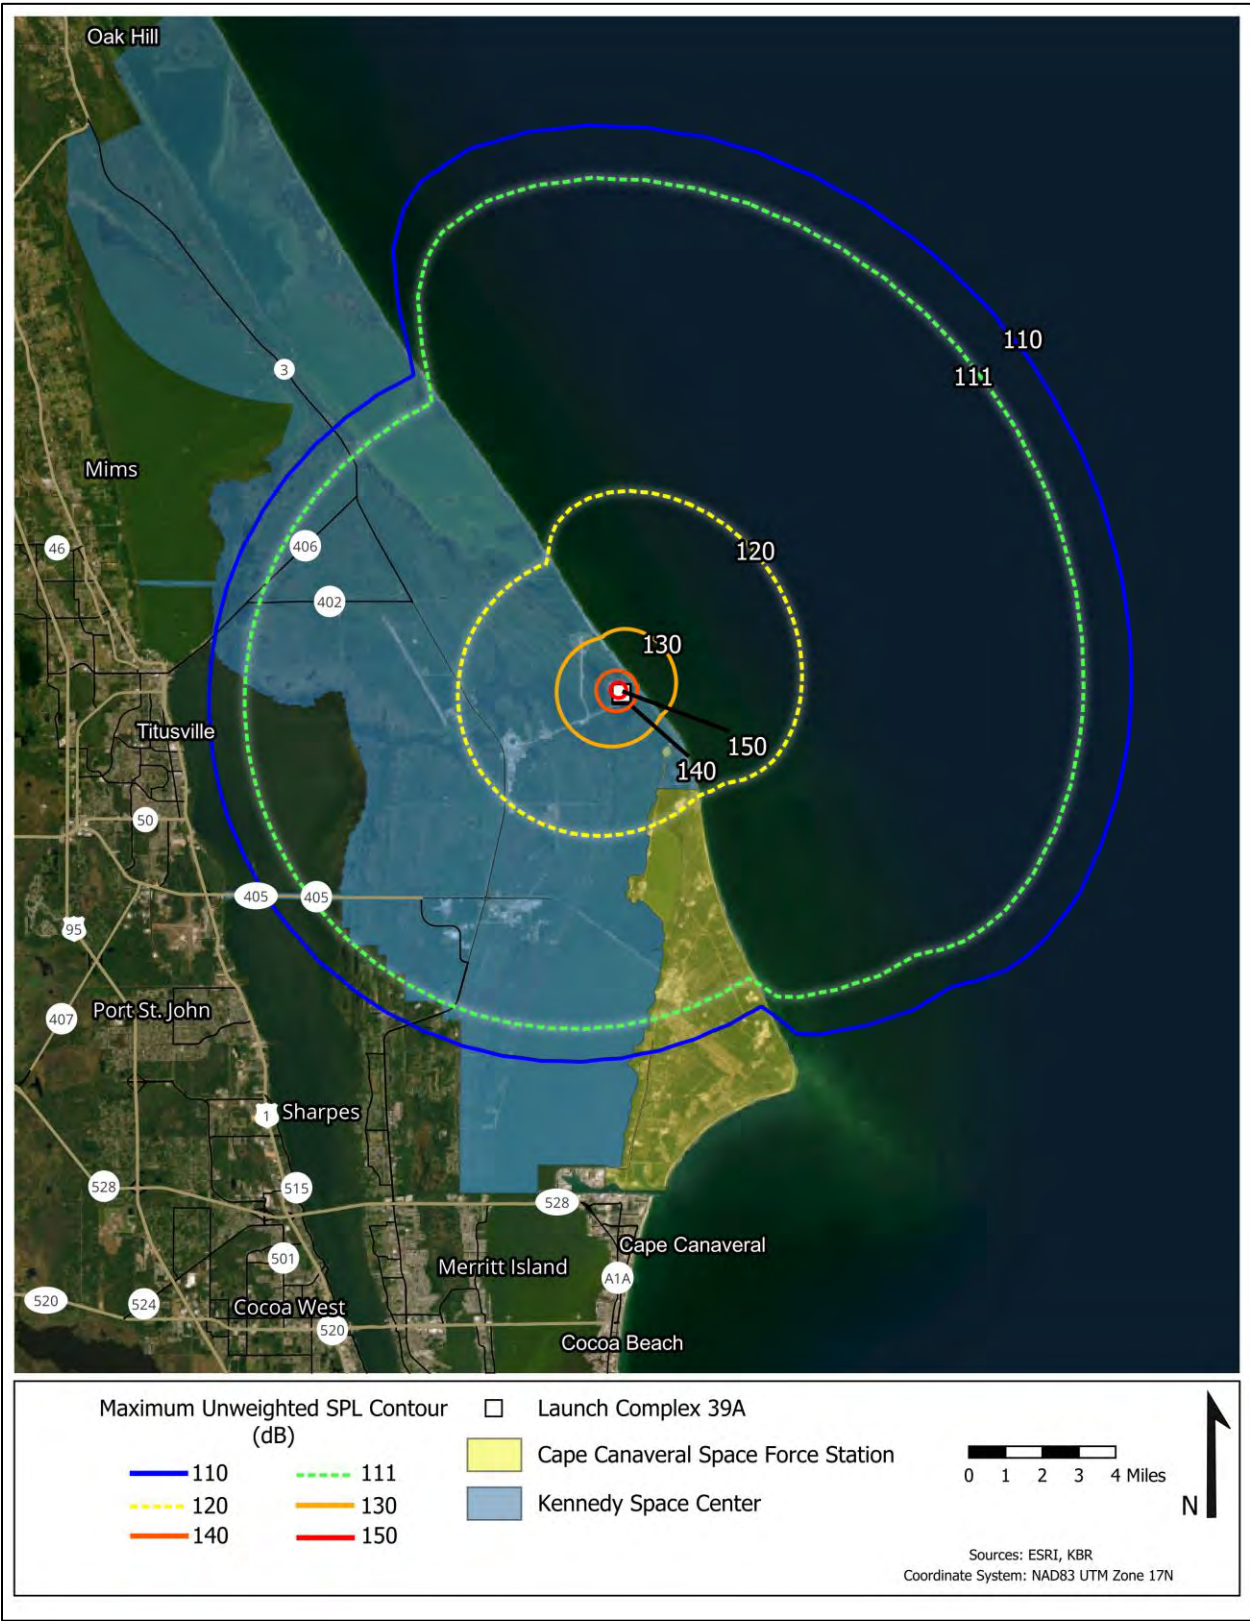 Oak Hill
110
111
3
Mims
46
406
120
402
130
Titusville
150
140
50
405
405
95
Port St. John
407
1
Sharpes
528
515
528
501
Merritt Island
Cape Canaveral
A1A
520
524
Cocoa West
520
Cocoa Beach
Maximum Unweighted SPL Contour
(dB)
110
111
120
130
140
150
Launch Complex 39A
Cape Canaveral Space Force Station
Kennedy Space Center
0 1 2 3 4 Miles
N
Sources: ESRI, KBR
Coordinate System: NAD83 UTM Zone 17N